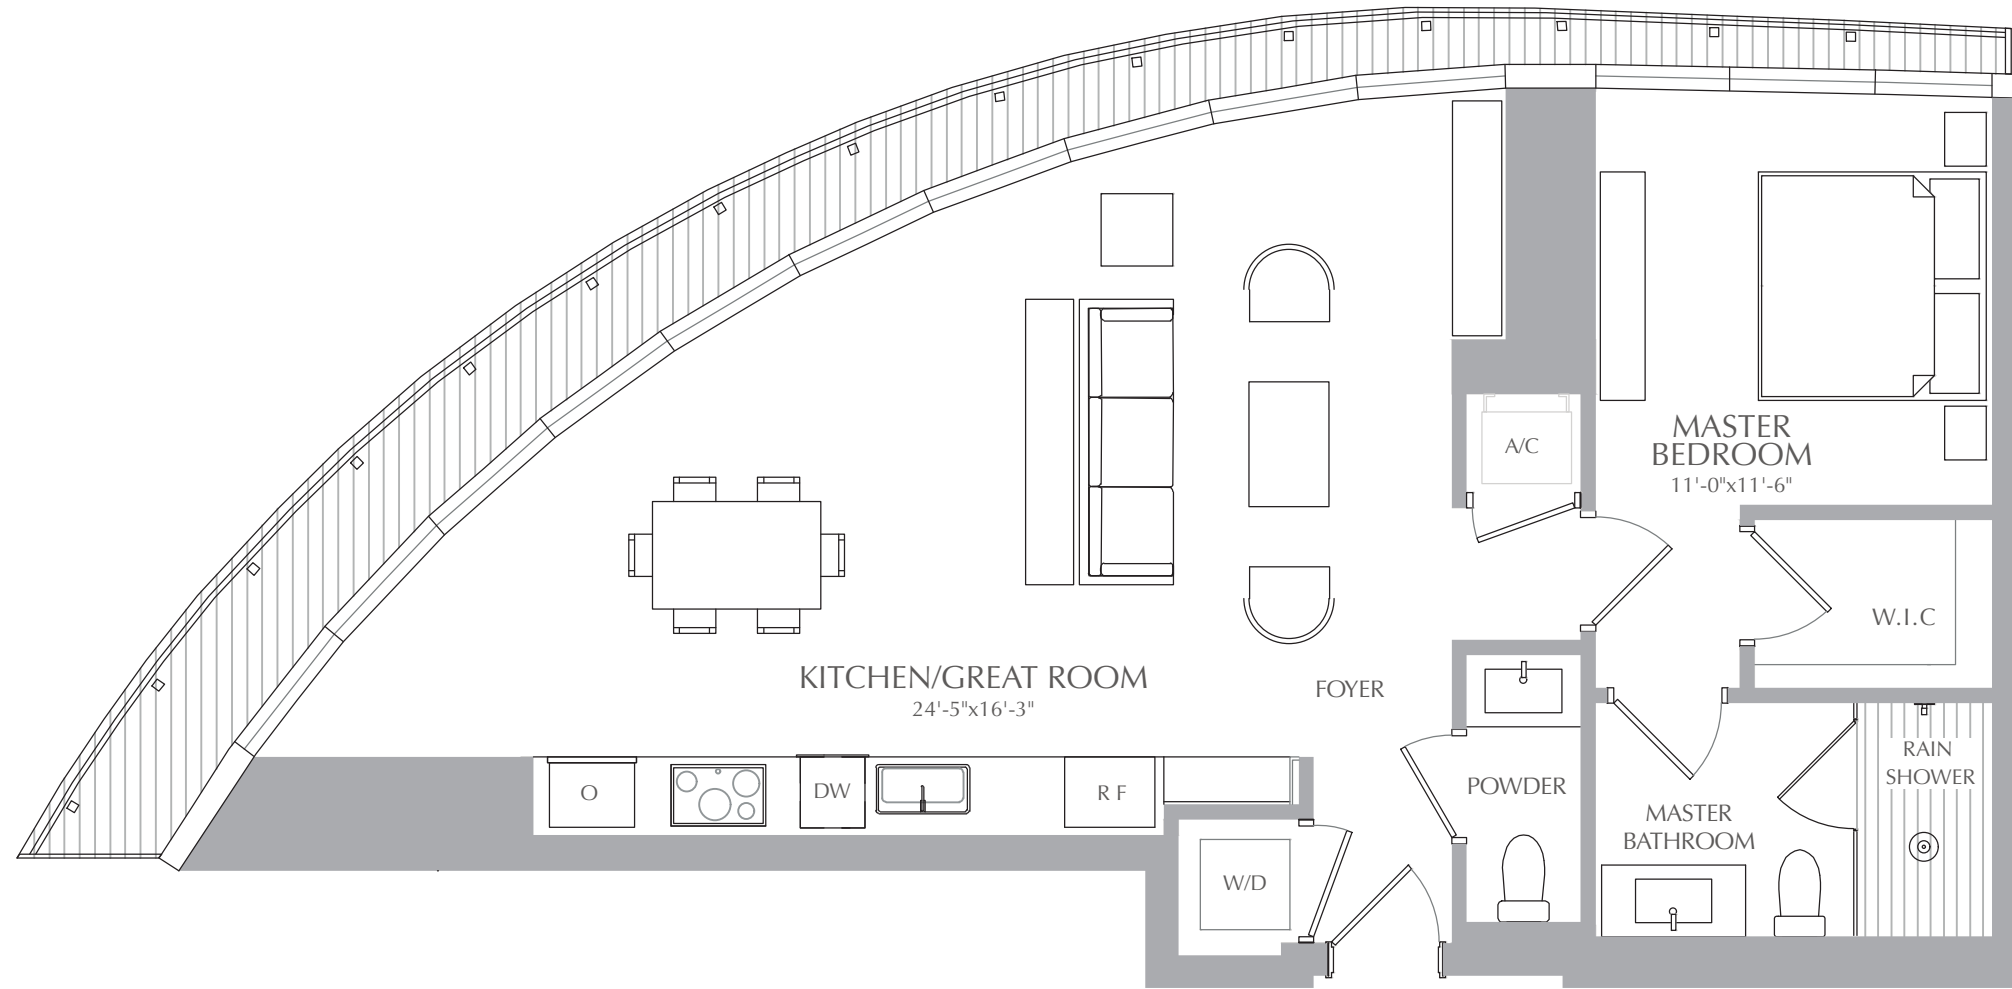 A/C
MASTER
BEDROOM
11'-0"x11'-6"
W.I.C
KITCHEN/GREAT ROOM
24'-5"x16'-3"
FOYER
O
DW
R F
POWDER
RAIN
SHOWER
MASTER
BATHROOM
W/D